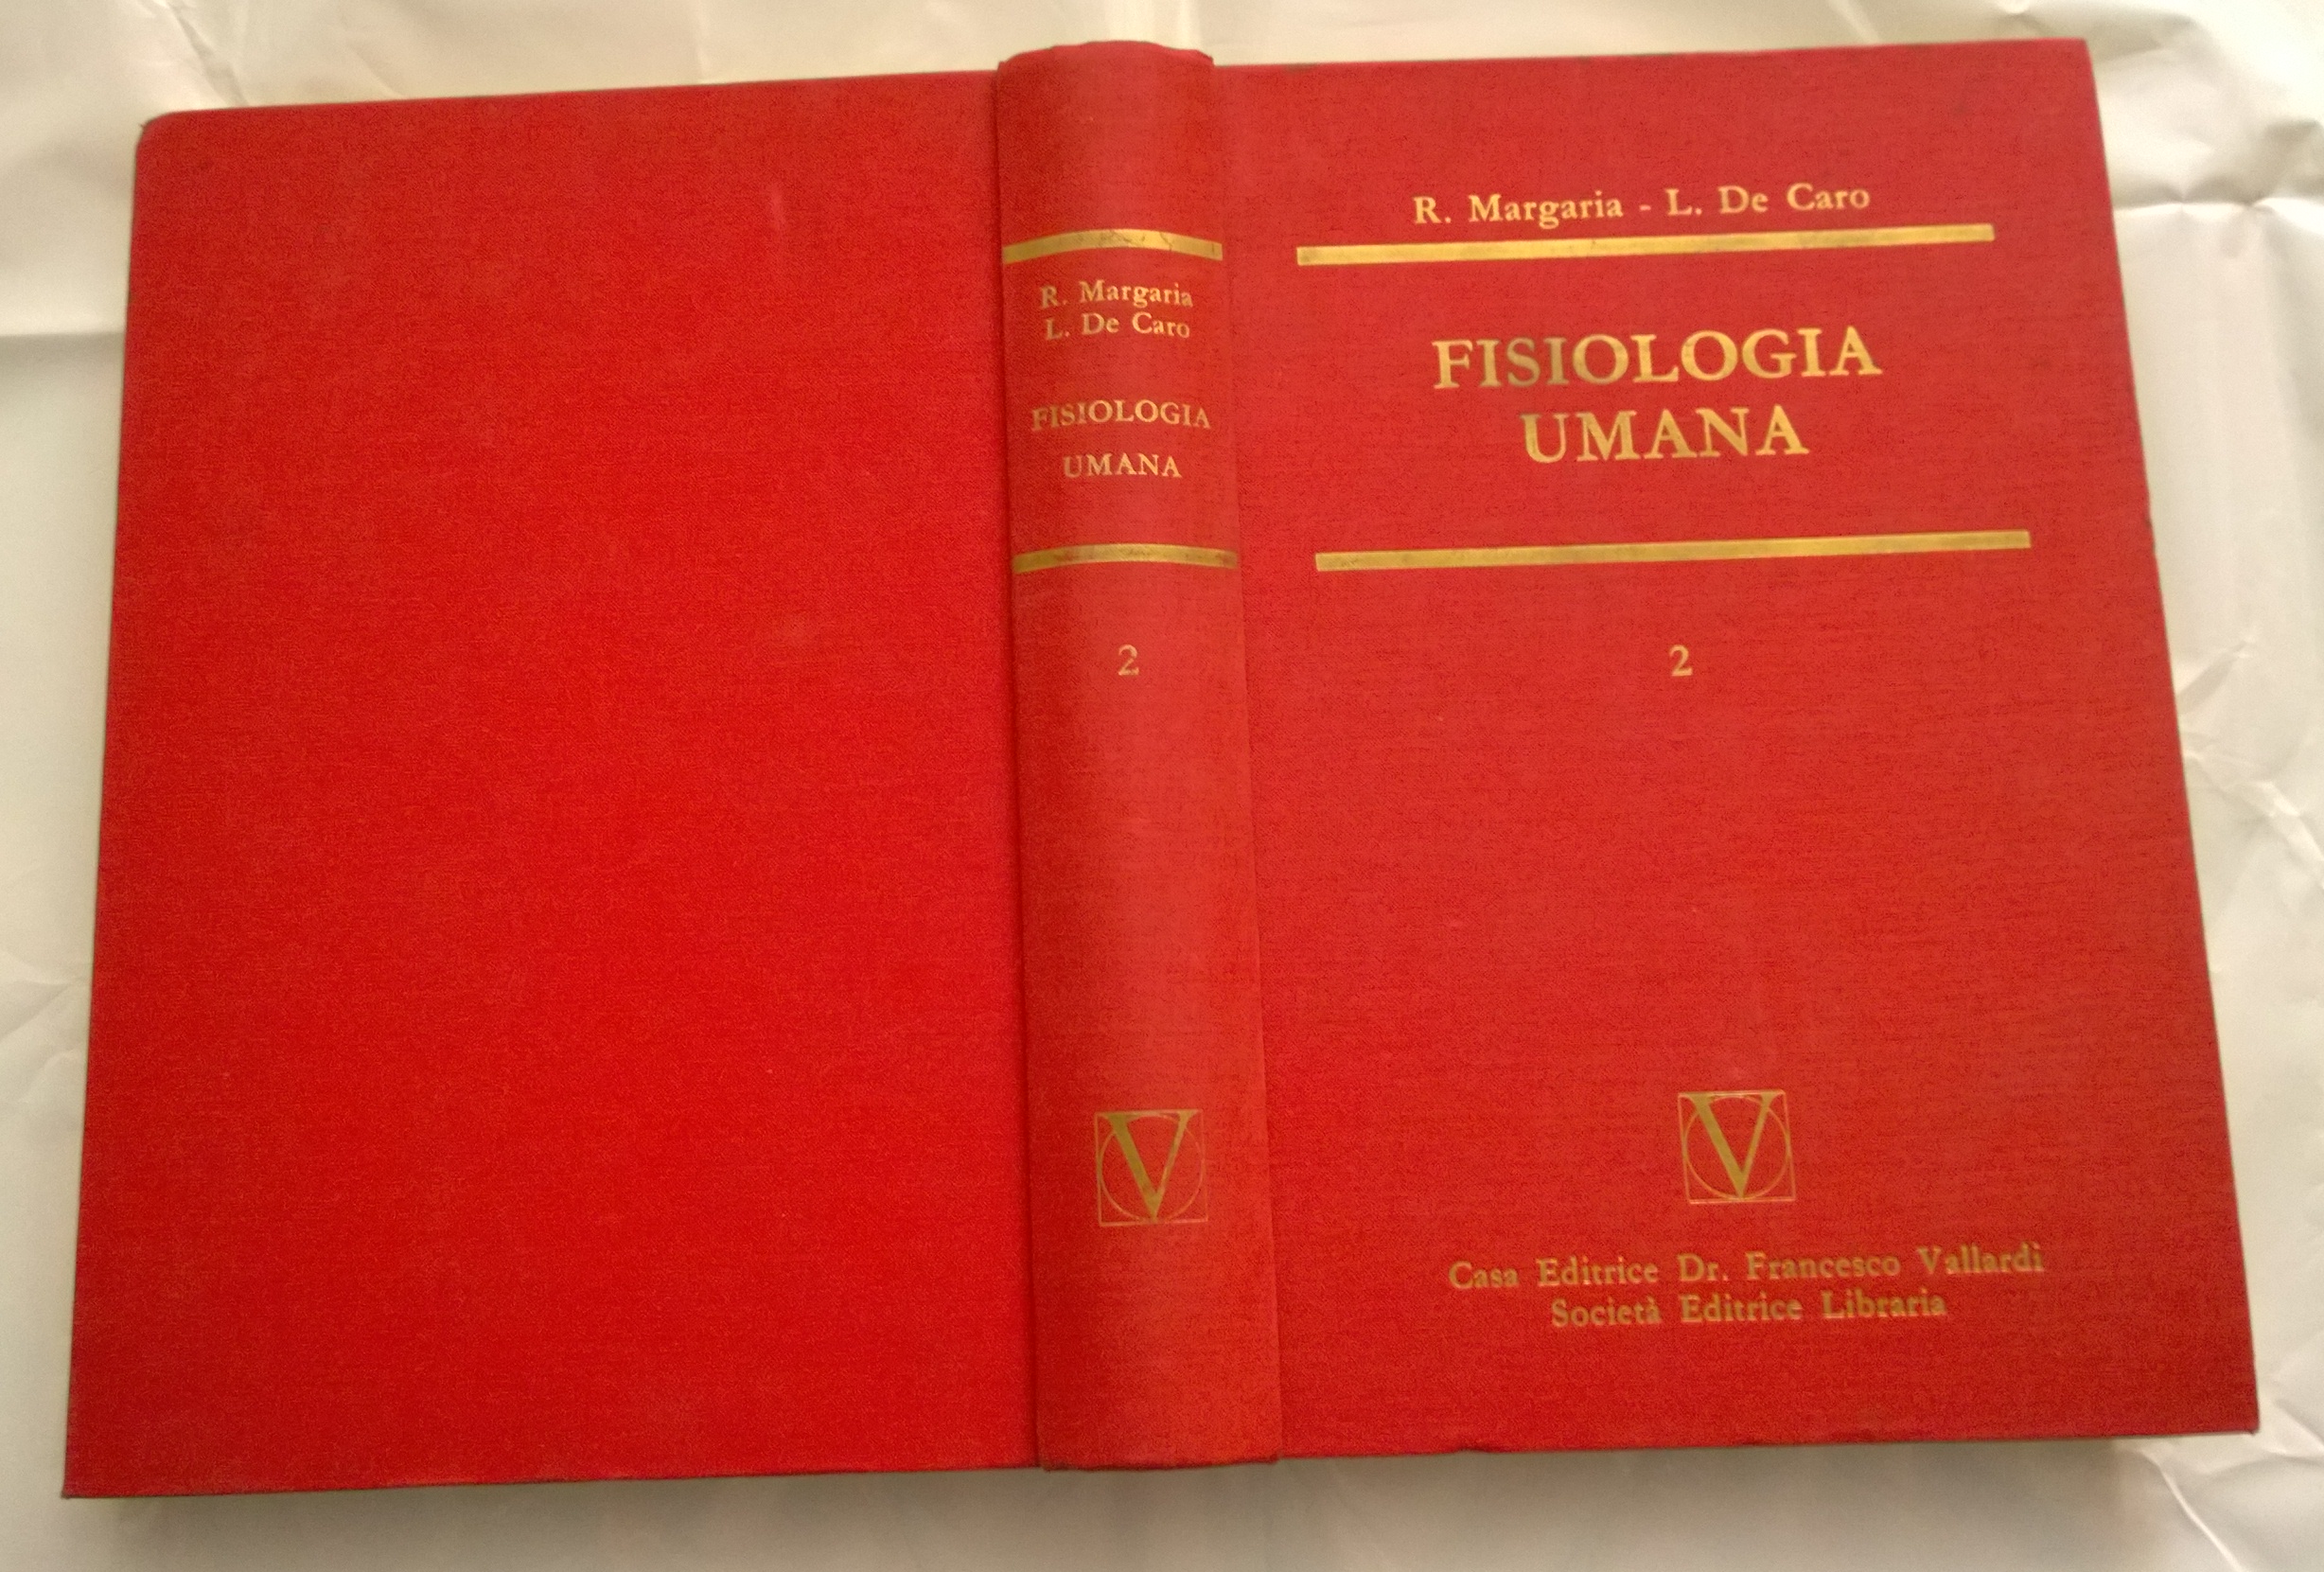 R. Margaria
L. De Caro
FISIOLOGIA
UMANA
2
V
R. Margaria - L. De Caro
FISIOLOGIA
UMANA
2
V
Casa Editrice Dr. Francesco Vallardi
Società Editrice Libraria